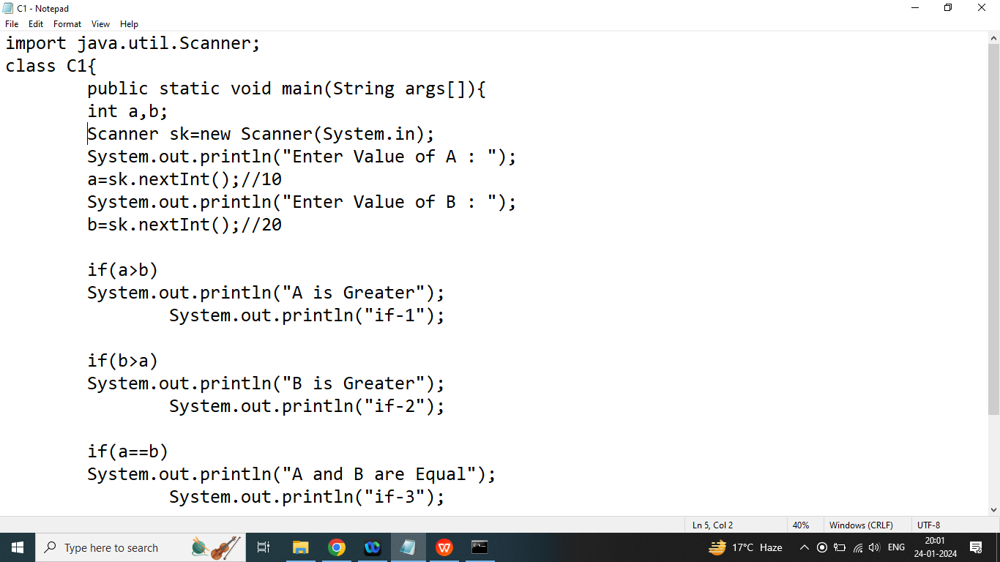 C1 - Notepad
File Edit Format View Help
import java.util.Scanner;
class C1{
        public static void main(String args[]){
        int a,b;
        Scanner sk=new Scanner(System.in);
        System.out.println("Enter Value of A : ");
        a=sk.nextInt();//10
        System.out.println("Enter Value of B : ");
        b=sk.nextInt();//20
        if(a>b)
        System.out.println("A is Greater");
                System.out.println("if-1");
        if(b>a)
        System.out.println("B is Greater");
                System.out.println("if-2");
        if(a==b)
        System.out.println("A and B are Equal");
                System.out.println("if-3");
Ln 5, Col 2 40% Windows (CRLF) UTF-8
Type here to search 17°C Haze ENG 20:01
24-01-2024